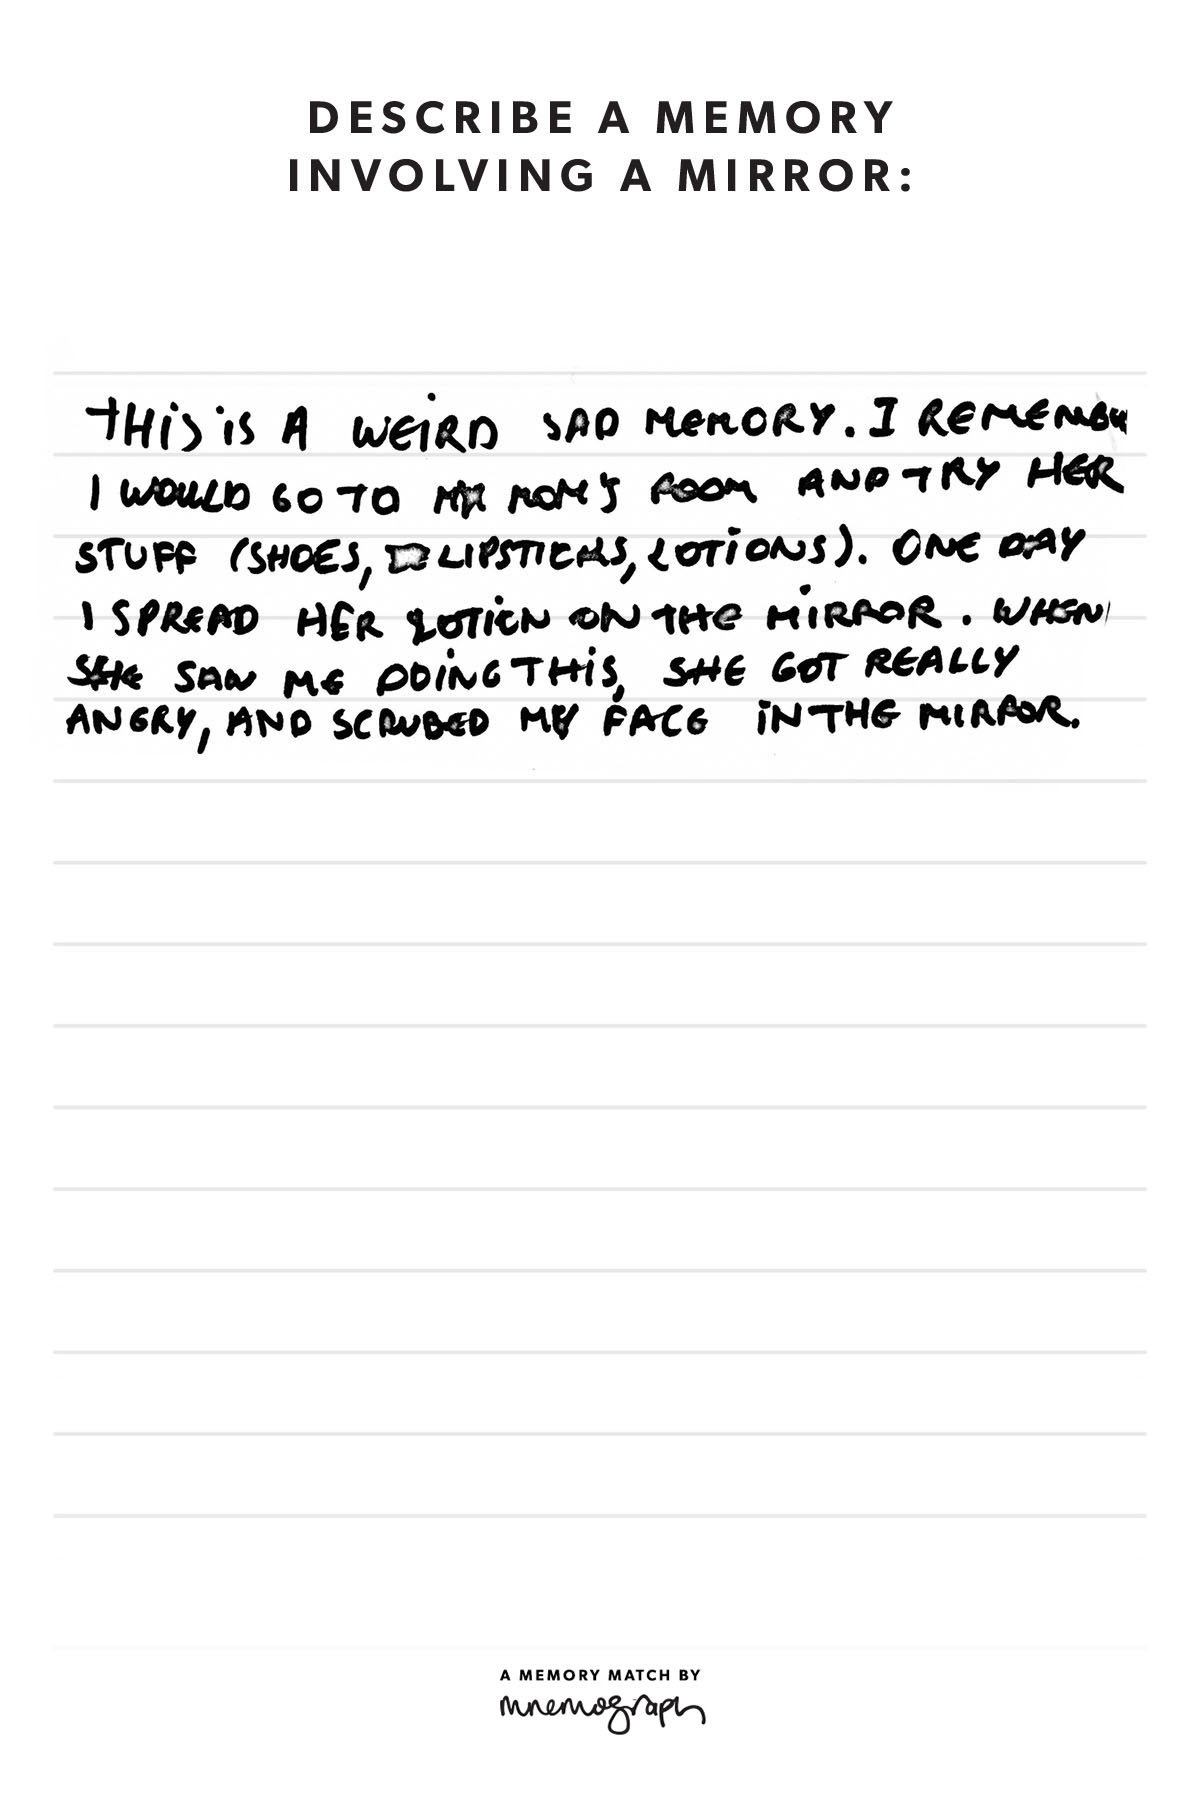 DESCRIBE A MEMORY
INVOLVING A MIRROR:
THIS IS A WEIRD SAD MEMORY. I REMEMBER
I WOULD GO TO MY MOM'S ROOM AND TRY HER
STUFF (SHOES, LIPSTICKS, LOTIONS). ONE DAY
I SPREAD HER LOTION ON THE MIRROR. WHEN
SHE SAW ME DOING THIS, SHE GOT REALLY
ANGRY, AND SCRUBED MY FACE IN THE MIRROR.
A MEMORY MATCH BY
mnemograph